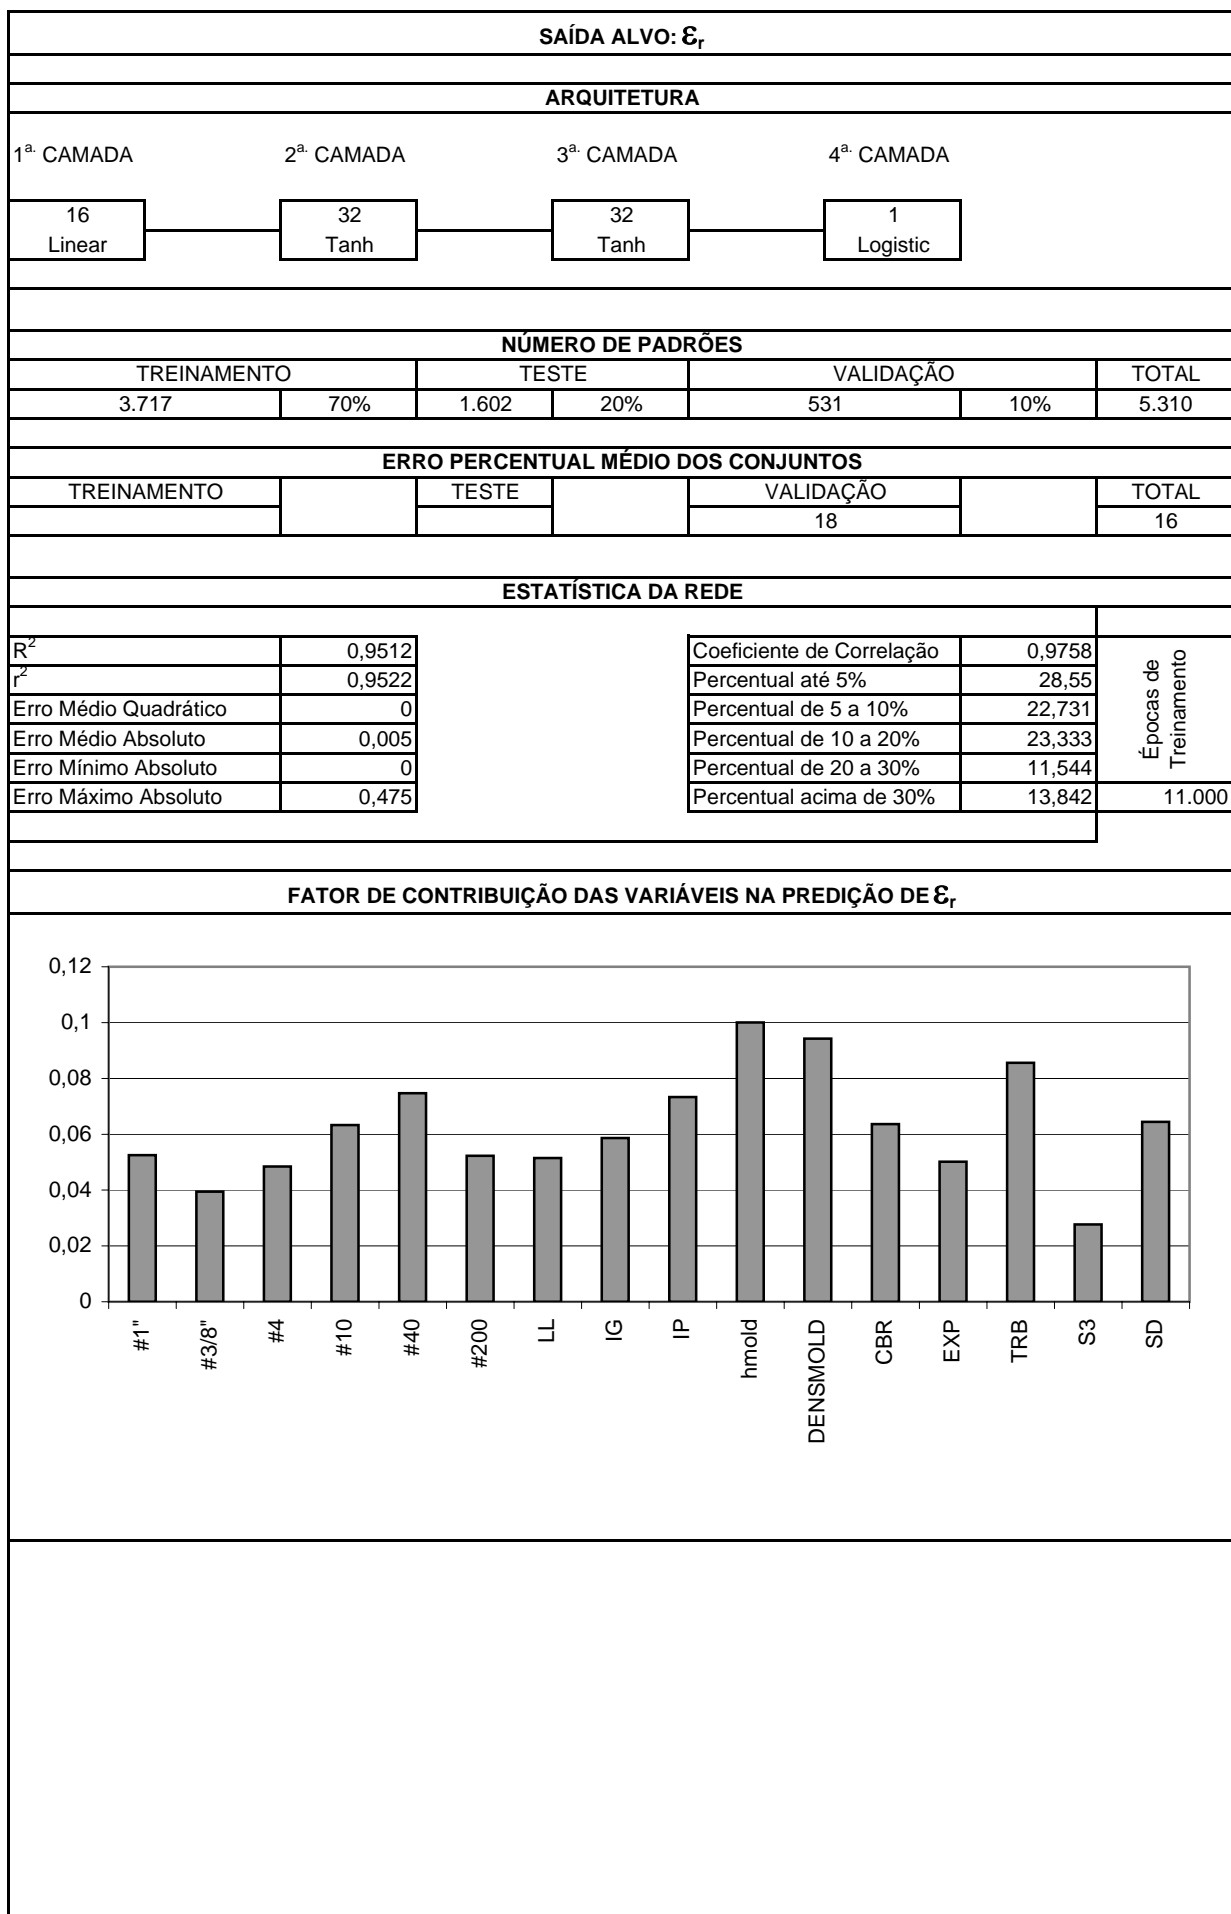 SAÍDA ALVO: εr
ARQUITETURA
1a. CAMADA 2a. CAMADA 3a. CAMADA 4a. CAMADA
16 32 32 1
Linear Tanh Tanh Logistic
NÚMERO DE PADRÕES
TREINAMENTO TESTE VALIDAÇÃO TOTAL
3.717 70% 1.602 20% 531 10% 5.310
ERRO PERCENTUAL MÉDIO DOS CONJUNTOS
TREINAMENTO TESTE VALIDAÇÃO TOTAL
18 16
ESTATÍSTICA DA REDE
R2 0,9512 Coeficiente de Correlação 0,9758
r2 0,9522 Percentual até 5% 28,55
Erro Médio Quadrático 0 Percentual de 5 a 10% 22,731
Erro Médio Absoluto 0,005 Percentual de 10 a 20% 23,333
Erro Mínimo Absoluto 0 Percentual de 20 a 30% 11,544
Épocas de
Treinamento
Erro Máximo Absoluto 0,475 Percentual acima de 30% 13,842 11.000
FATOR DE CONTRIBUIÇÃO DAS VARIÁVEIS NA PREDIÇÃO DE εr
0,12
0,1
0,08
0,06
0,04
0,02
0
#1" #3/8" #4 #10 #40 #200 LL IG IP hmold DENSMOLD CBR EXP TRB S3 SD